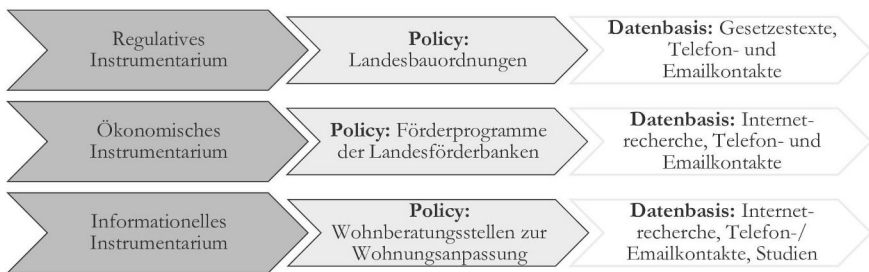 Regulatives
Instrumentarium
Policy:
Landesbauordnungen
Datenbasis: Gesetzestexte,
Telefon- und
Emailkontakte
Ökonomisches
Instrumentarium
Policy: Förderprogramme
der Landesförderbanken
Datenbasis: Internet-
recherche, Telefon- und
Emailkontakte
Informationelles
Instrumentarium
Policy:
Wohnberatungsstellen zur
Wohnungsanpassung
Datenbasis: Internet-
recherche, Telefon-/
Emailkontakte, Studien